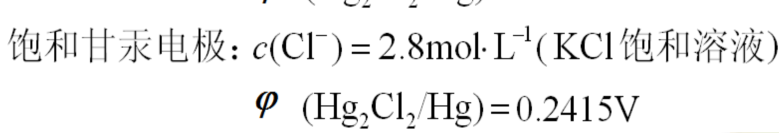 饱和甘汞电极: c(Cl⁻) = 2.8mol·L⁻¹( KCl饱和溶液)
φ (Hg₂Cl₂/Hg) = 0.2415V